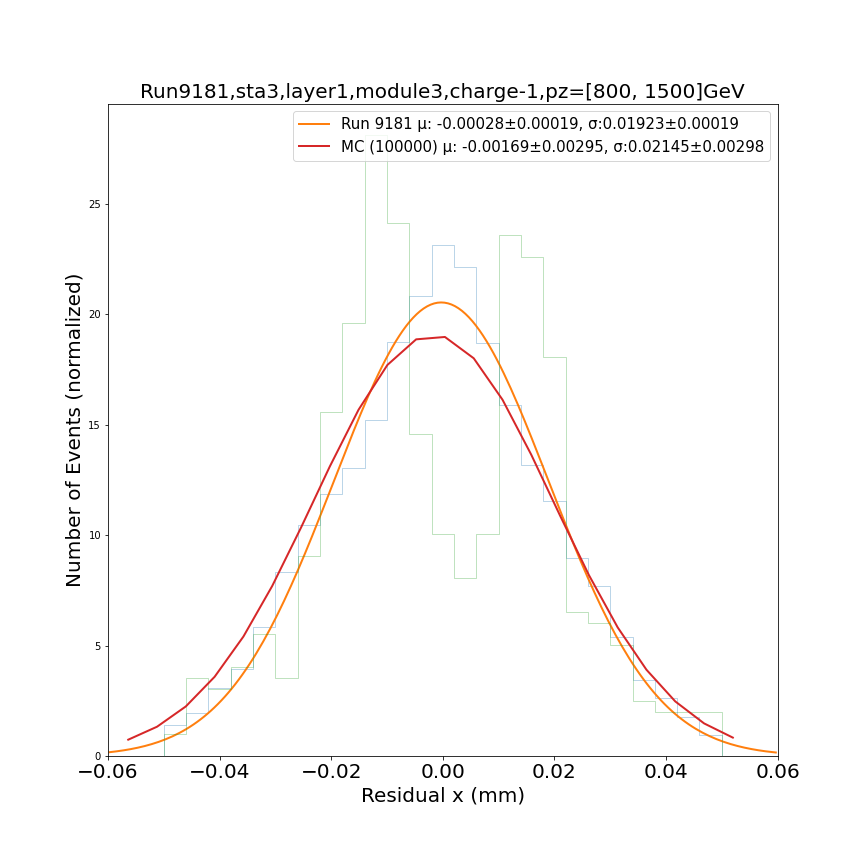 Run9181,sta3,layer1,module3,charge-1,pz=[800, 1500]GeV
Run 9181 μ: -0.00028±0.00019, σ:0.01923±0.00019
MC (100000) μ: -0.00169±0.00295, σ:0.02145±0.00298
Number of Events (normalized)
25
20
15
10
5
0
−0.06 −0.04 −0.02 0.00 0.02 0.04 0.06
Residual x (mm)